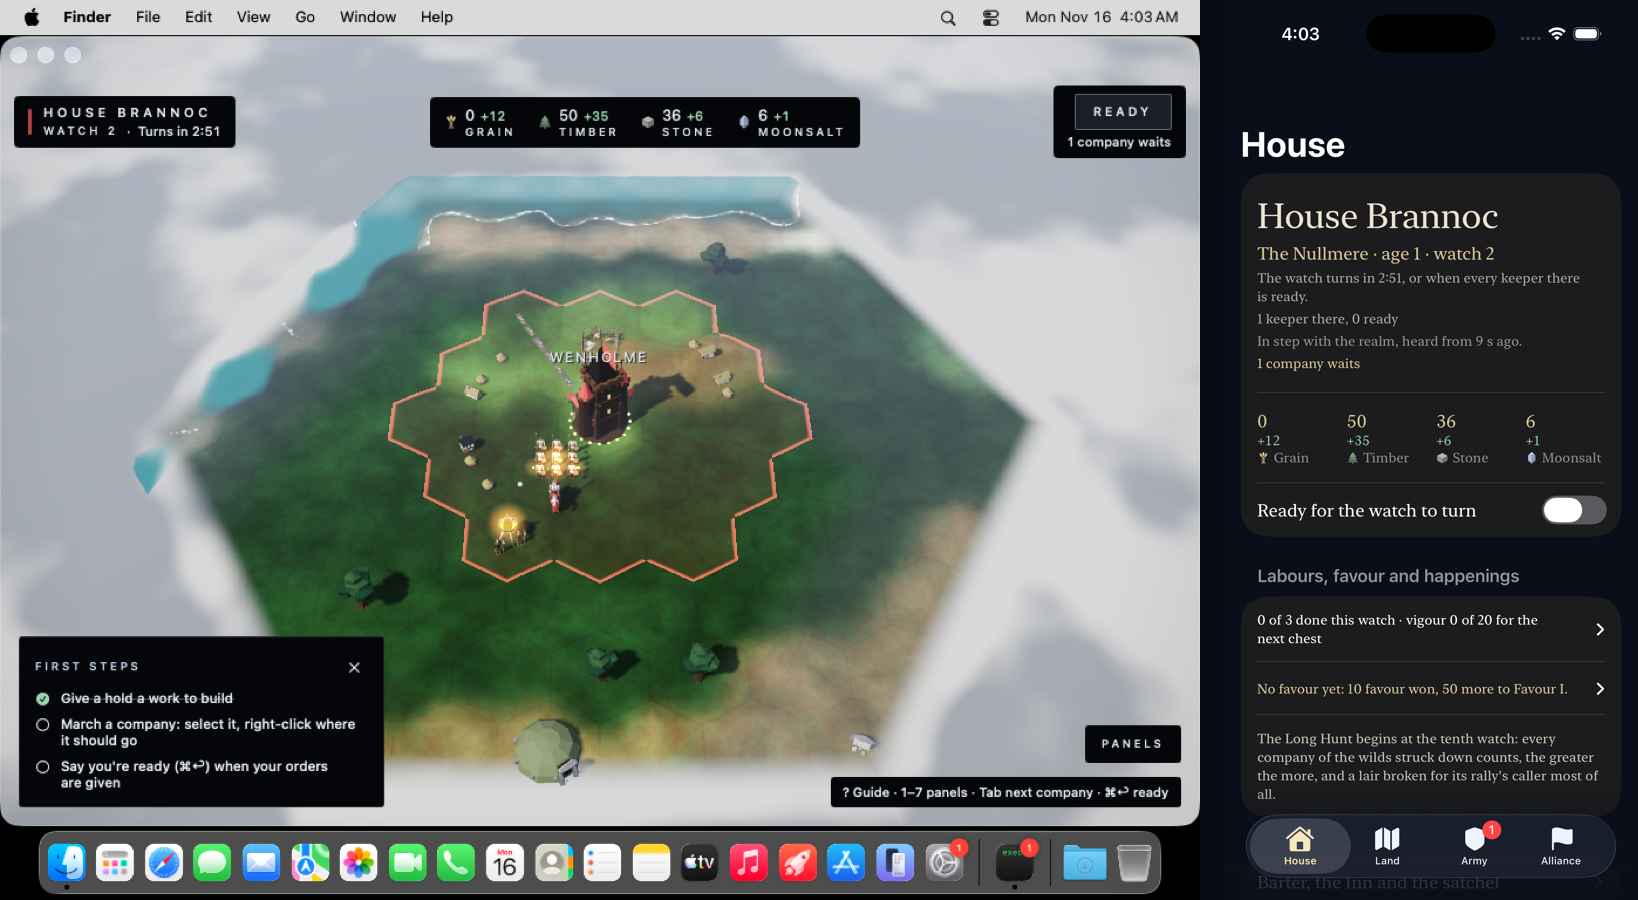 Finder File Edit View Go Window Help
Mon Nov 16 4:03 AM
HOUSE BRANNOC
WATCH 2 · Turns in 2:51
0 +12
GRAIN
50 +35
TIMBER
36 +6
STONE
6 +1
MOONSALT
READY
1 company waits
WENHOLME
FIRST STEPS
Give a hold a work to build
March a company: select it, right-click where
it should go
Say you're ready (⌘⏎) when your orders
are given
PANELS
? Guide · 1–7 panels · Tab next company · ⌘⏎ ready
Mon
16
tv
1
exec
1
4:03
House
House Brannoc
The Nullmere · age 1 · watch 2
The watch turns in 2:51, or when every keeper there
is ready.
1 keeper there, 0 ready
In step with the realm, heard from 9 s ago.
1 company waits
0
+12
Grain
50
+35
Timber
36
+6
Stone
6
+1
Moonsalt
Ready for the watch to turn
Labours, favour and happenings
0 of 3 done this watch · vigour 0 of 20 for the
next chest
No favour yet: 10 favour won, 50 more to Favour I.
The Long Hunt begins at the tenth watch: every
company of the wilds struck down counts, the greater
the more, and a lair broken for its rally's caller most of
all.
1
House
Land
Army
Alliance
Barter, the Inn and the satchel